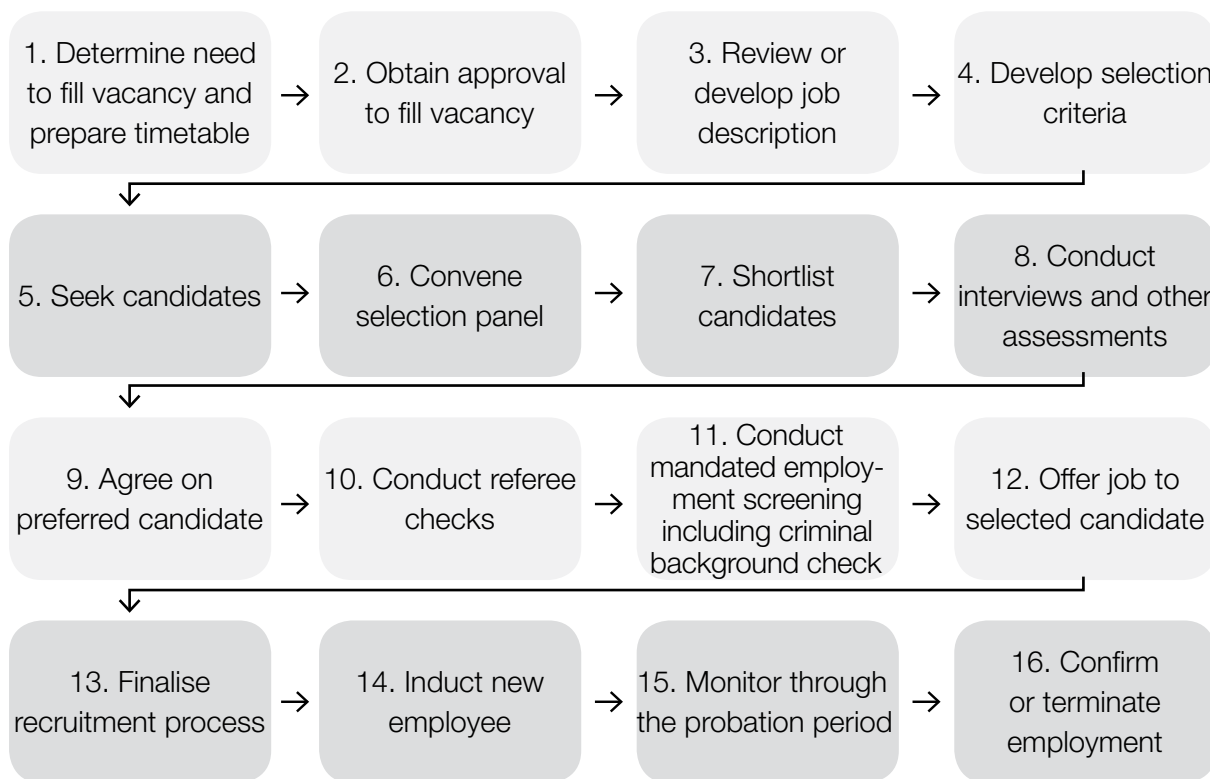 1. Determine need
to fill vacancy and
prepare timetable
2. Obtain approval
to fill vacancy
3. Review or
develop job
description
4. Develop selection
criteria
5. Seek candidates
6. Convene
selection panel
7. Shortlist
candidates
8. Conduct
interviews and other
assessments
9. Agree on
preferred candidate
10. Conduct referee
checks
11. Conduct
mandated employ-
ment screening
including criminal
background check
12. Offer job to
selected candidate
13. Finalise
recruitment process
14. Induct new
employee
15. Monitor through
the probation period
16. Confirm
or terminate
employment